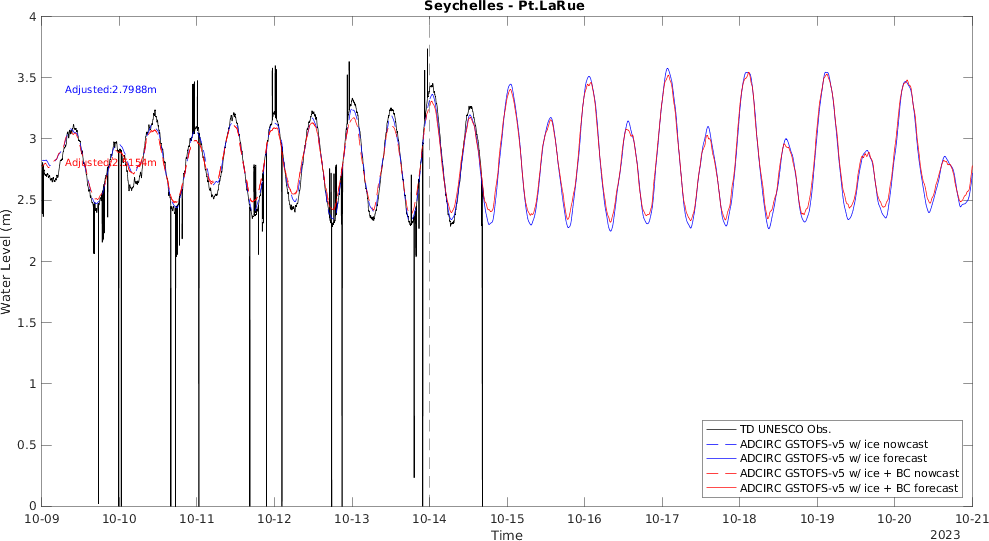 Seychelles - Pt.LaRue
Water Level (m)
4
3.5
3
2.5
2
1.5
1
0.5
0
Adjusted:2.7988m
10-09
10-10
10-11
10-12
10-13
10-14
10-15
10-16
10-17
10-18
10-19
10-20
10-21
Time
2023
TD UNESCO Obs.
ADCIRC GSTOFS-v5 w/ ice nowcast
ADCIRC GSTOFS-v5 w/ ice forecast
ADCIRC GSTOFS-v5 w/ ice + BC nowcast
ADCIRC GSTOFS-v5 w/ ice + BC forecast